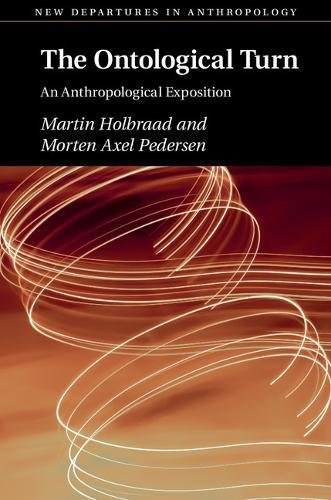 NEW DEPARTURES IN ANTHROPOLOGY
The Ontological Turn
An Anthropological Exposition
Martin Holbraad and
Morten Axel Pedersen